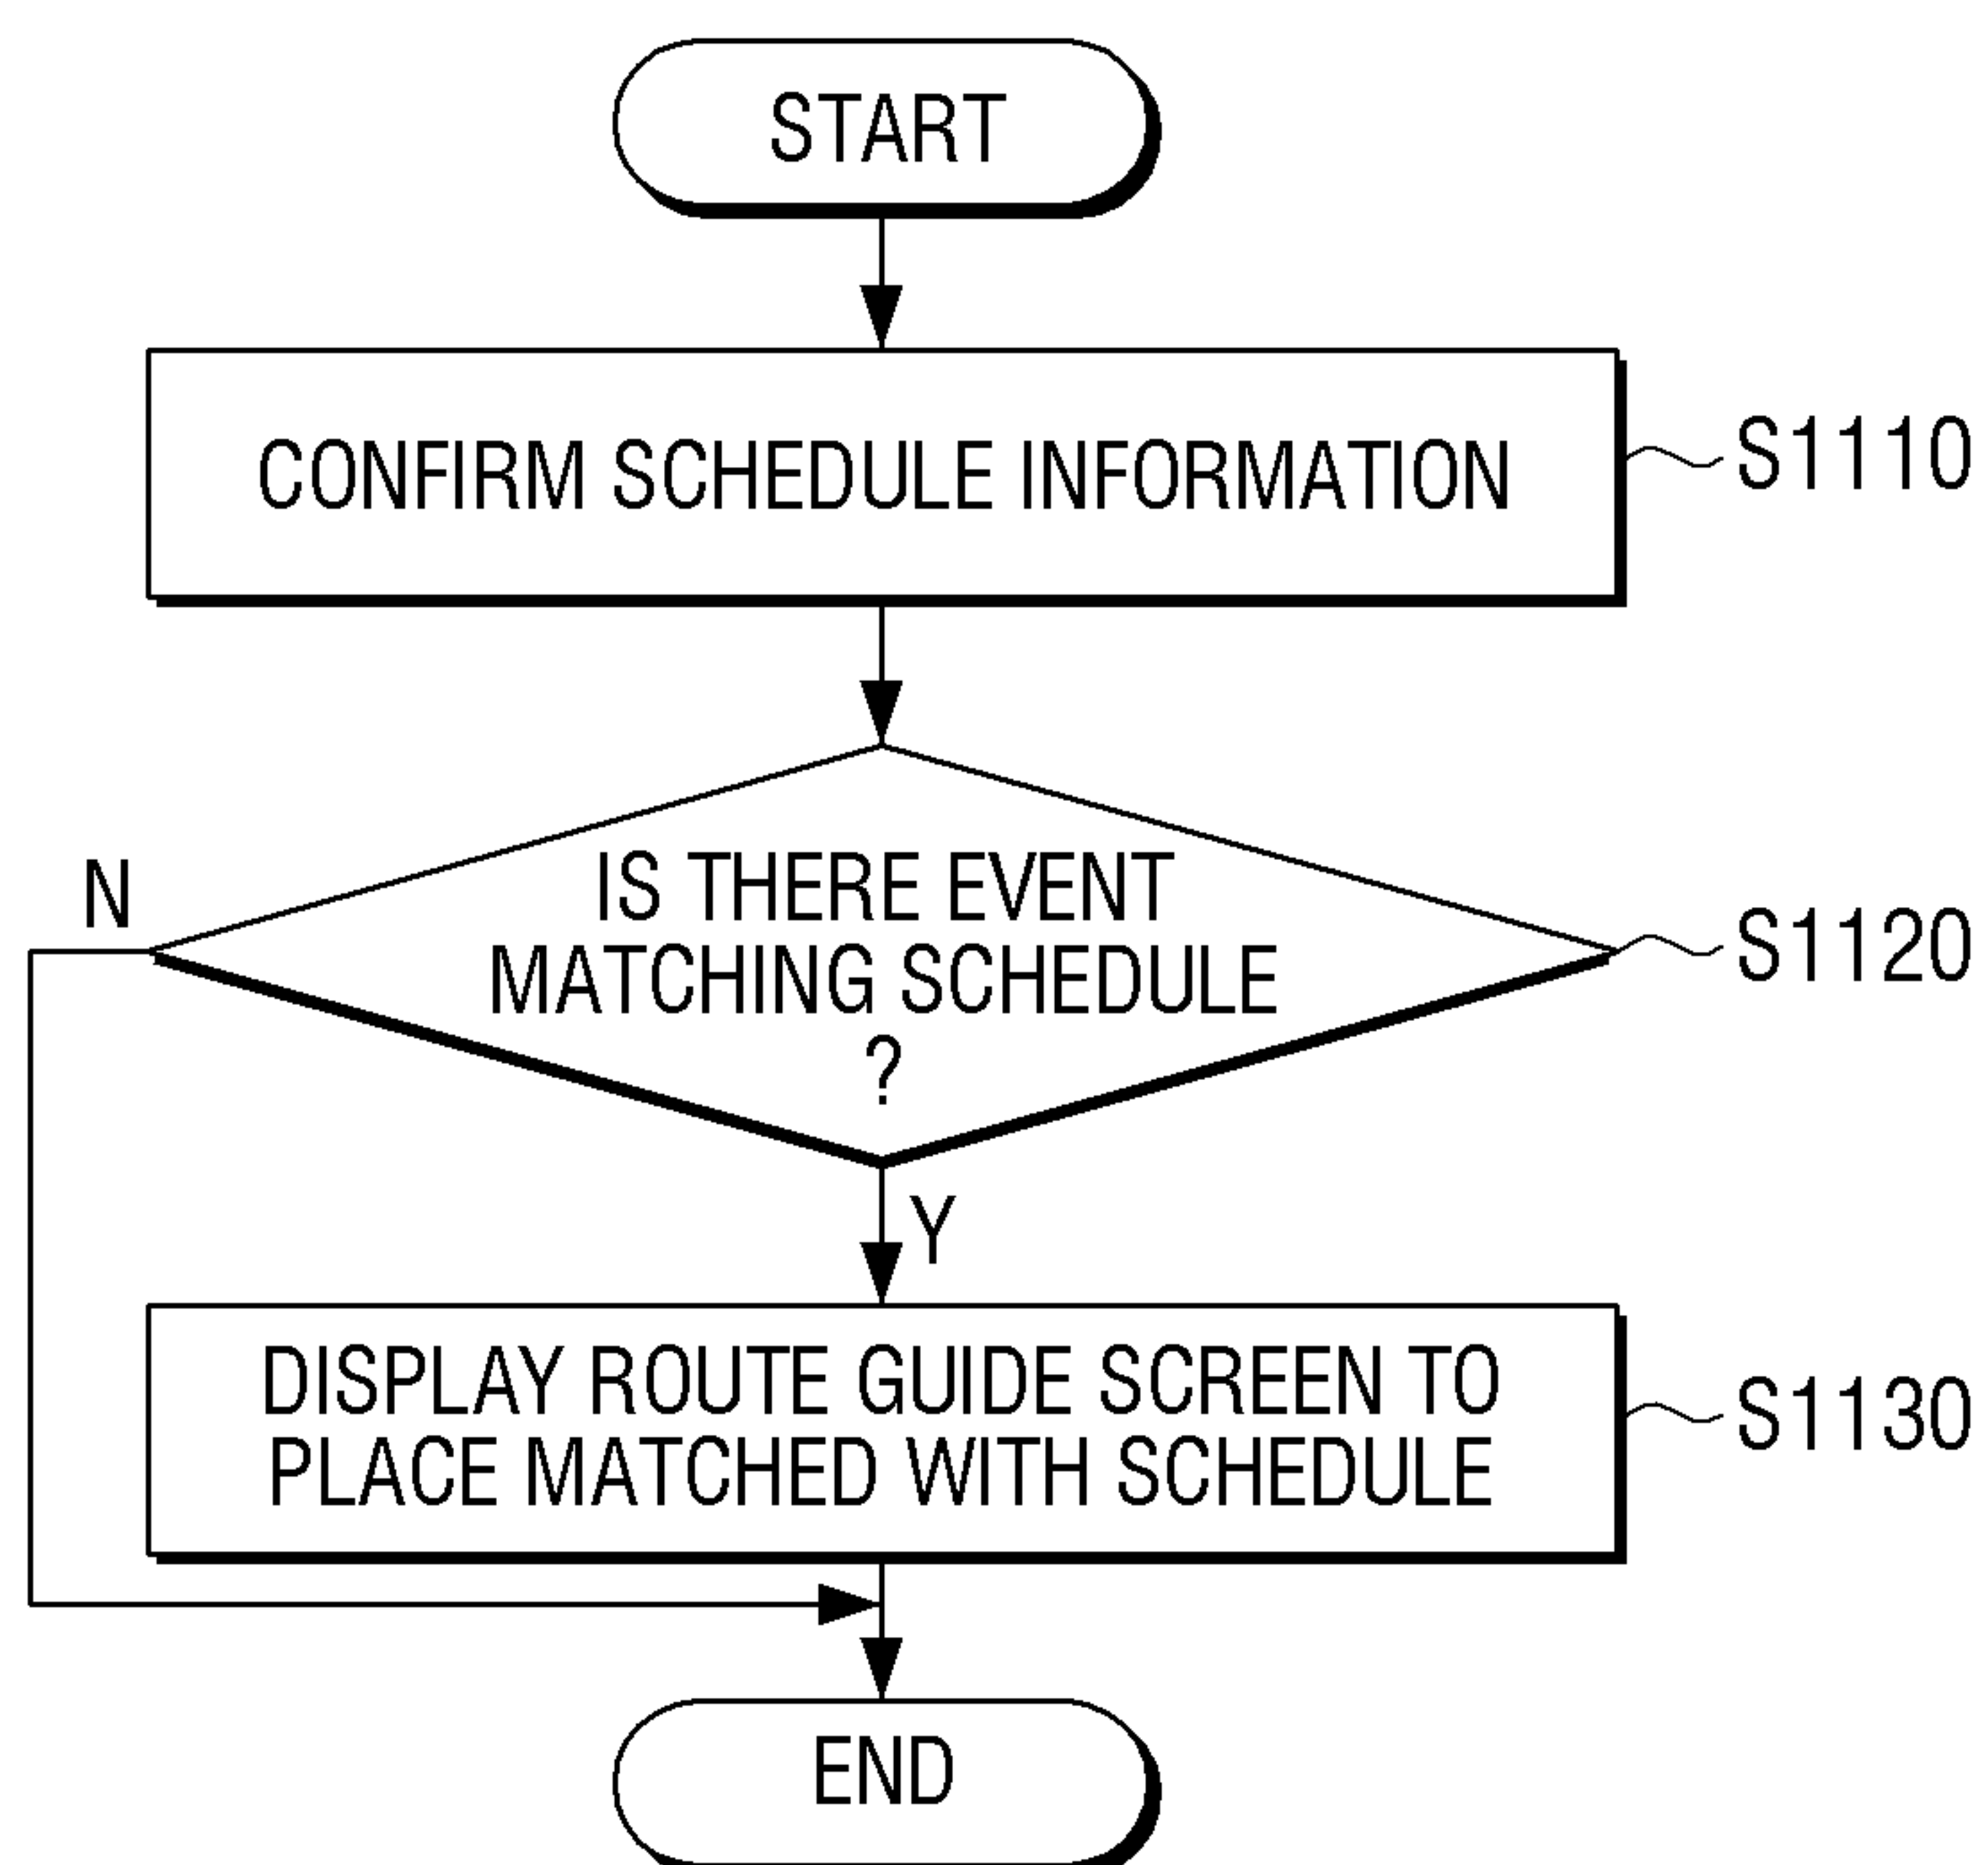 START
CONFIRM SCHEDULE INFORMATION
S1110
N
IS THERE EVENT
MATCHING SCHEDULE
?
S1120
Y
DISPLAY ROUTE GUIDE SCREEN TO
PLACE MATCHED WITH SCHEDULE
S1130
END